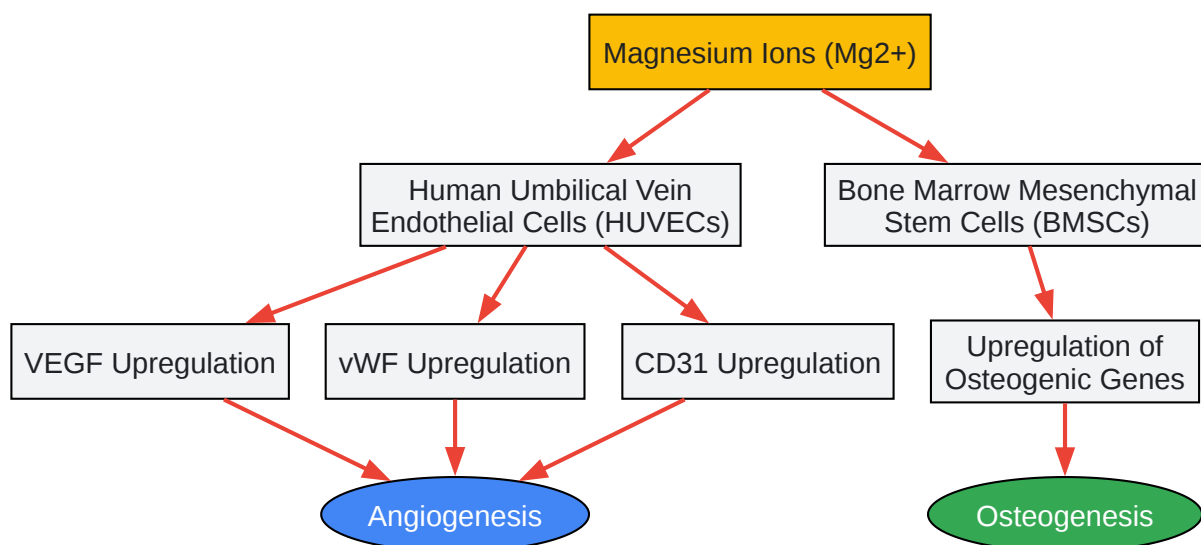 Magnesium Ions (Mg2+)
Human Umbilical Vein
Endothelial Cells (HUVECs)
Bone Marrow Mesenchymal
Stem Cells (BMSCs)
VEGF Upregulation
vWF Upregulation
CD31 Upregulation
Upregulation of
Osteogenic Genes
Angiogenesis
Osteogenesis